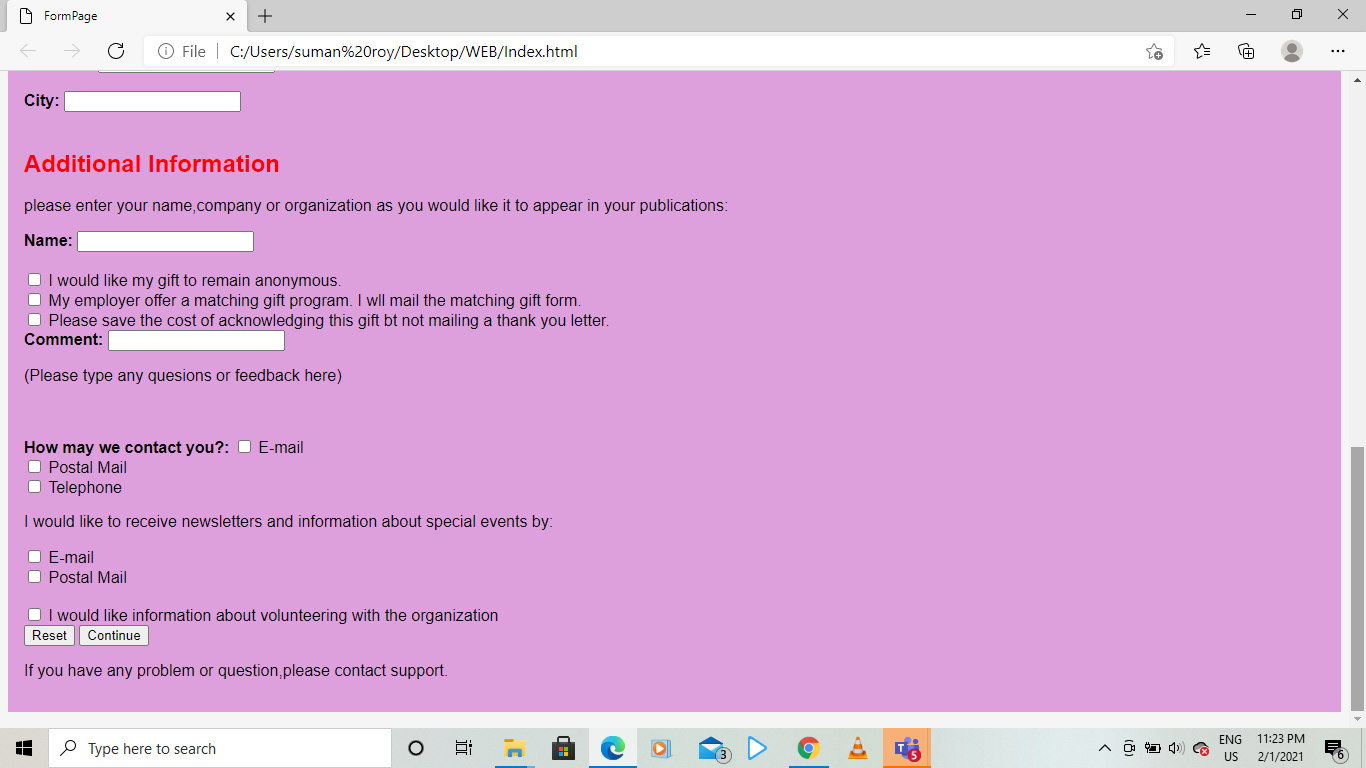 FormPage
File
C:/Users/suman%20roy/Desktop/WEB/Index.html
City:
Additional Information
please enter your name,company or organization as you would like it to appear in your publications:
Name:
I would like my gift to remain anonymous.
My employer offer a matching gift program. I wll mail the matching gift form.
Please save the cost of acknowledging this gift bt not mailing a thank you letter.
Comment:
(Please type any quesions or feedback here)
How may we contact you?: E-mail
Postal Mail
Telephone
I would like to receive newsletters and information about special events by:
E-mail
Postal Mail
I would like information about volunteering with the organization
Reset Continue
If you have any problem or question,please contact support.
Type here to search
3
5
ENG
US
11:23 PM
2/1/2021
6